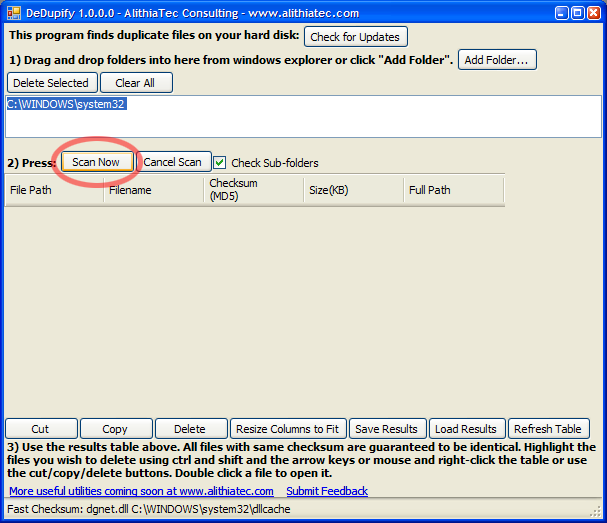 DeDupify 1.0.0.0 - AlithiaTec Consulting - www.alithiatec.com
This program finds duplicate files on your hard disk: Check for Updates
1) Drag and drop folders into here from windows explorer or click "Add Folder". Add Folder...
Delete Selected Clear All
C:\WINDOWS\system32
2) Press: Scan Now Cancel Scan Check Sub-folders
File Path Filename Checksum (MD5) Size(KB) Full Path
Cut Copy Delete Resize Columns to Fit Save Results Load Results Refresh Table
3) Use the results table above. All files with same checksum are guaranteed to be identical. Highlight the
files you wish to delete using ctrl and shift and the arrow keys or mouse and right-click the table or use
the cut/copy/delete buttons. Double click a file to open it.
More useful utilities coming soon at www.alithiatec.com Submit Feedback
Fast Checksum: dgnet.dll C:\WINDOWS\system32\dllcache